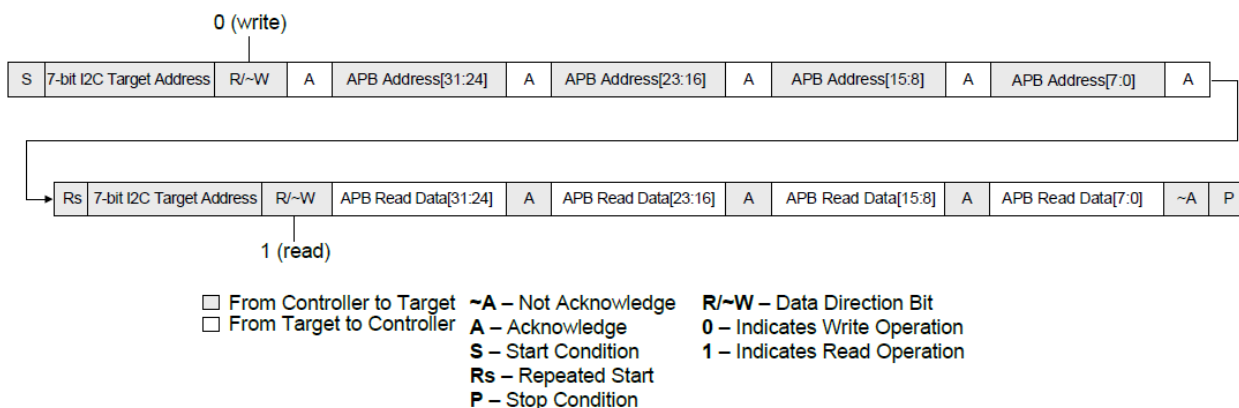 0 (write)
S 7-bit I2C Target Address R/~W A APB Address[31:24] A APB Address[23:16] A APB Address[15:8] A APB Address[7:0] A
Rs 7-bit I2C Target Address R/~W APB Read Data[31:24] A APB Read Data[23:16] A APB Read Data[15:8] A APB Read Data[7:0] ~A P
1 (read)
From Controller to Target ~A – Not Acknowledge R/~W – Data Direction Bit
From Target to Controller A – Acknowledge 0 – Indicates Write Operation
S – Start Condition 1 – Indicates Read Operation
Rs – Repeated Start
P – Stop Condition